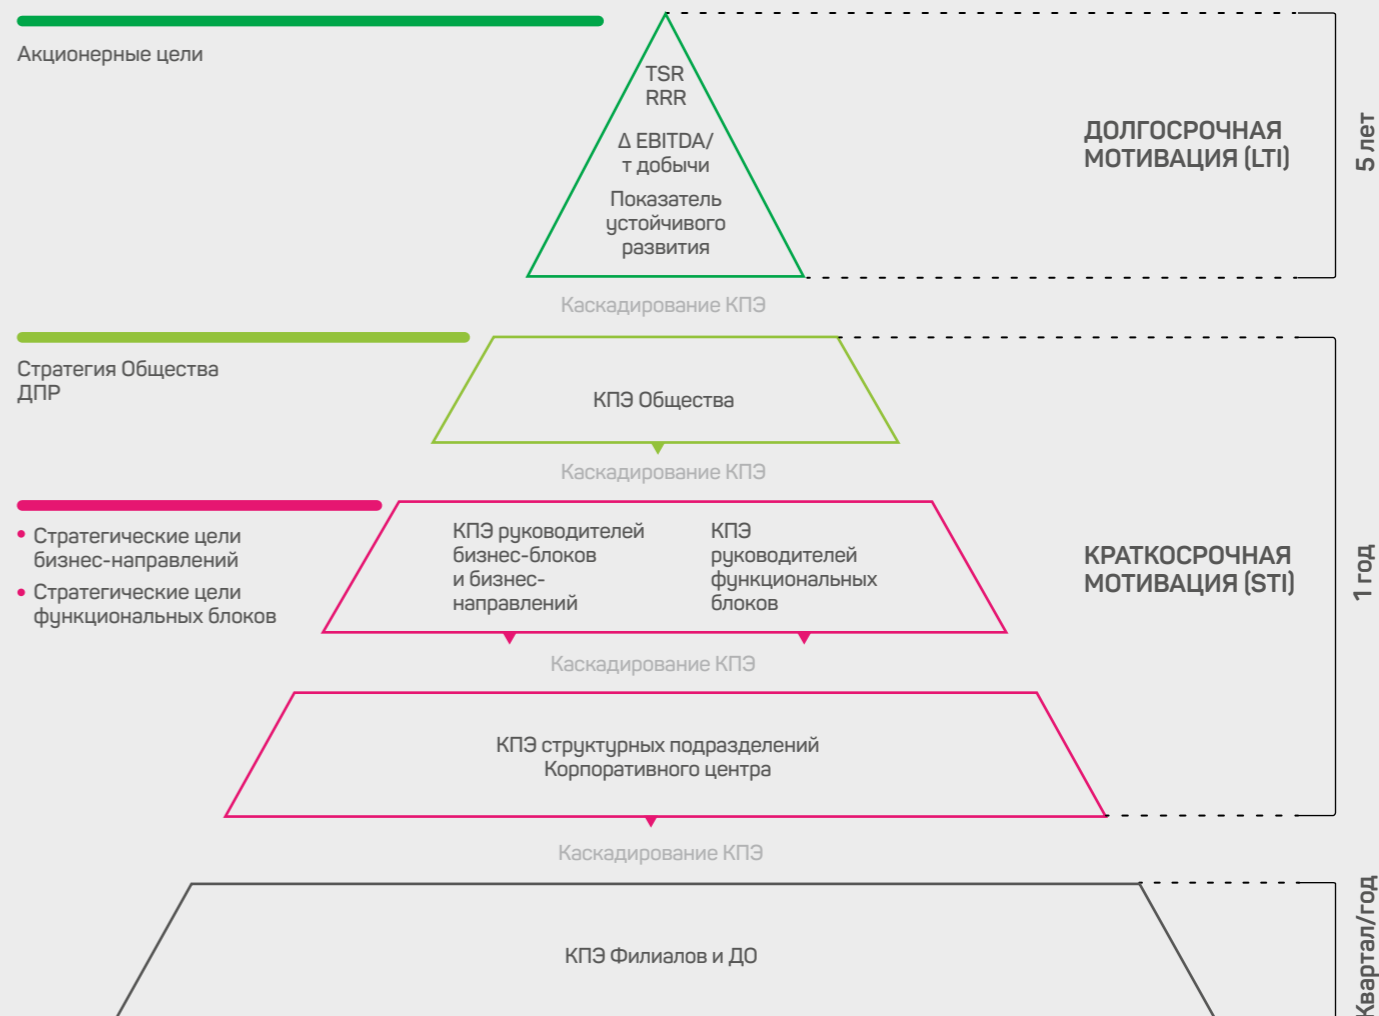 Акционерные цели
TSR
RRR
Δ EBITDA/
т добычи
Показатель
устойчивого
развития
ДОЛГОСРОЧНАЯ
МОТИВАЦИЯ (LTI)
5 лет
Каскадирование КПЭ
Стратегия Общества
ДПР
КПЭ Общества
Каскадирование КПЭ
• Стратегические цели
бизнес-направлений
• Стратегические цели
функциональных блоков
КПЭ руководителей
бизнес-блоков
и бизнес-
направлений
КПЭ
руководителей
функциональных
блоков
КРАТКОСРОЧНАЯ
МОТИВАЦИЯ (STI)
1 год
Каскадирование КПЭ
КПЭ структурных подразделений
Корпоративного центра
Каскадирование КПЭ
КПЭ Филиалов и ДО
Квартал/год